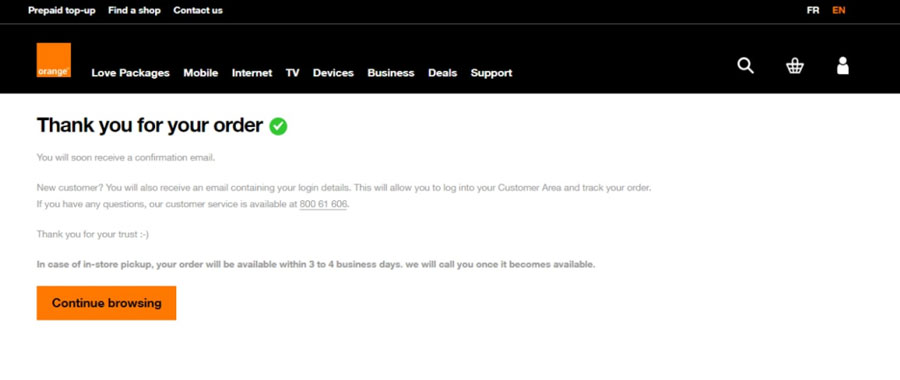 Prepaid top-up Find a shop Contact us FR EN
orange
Love Packages Mobile Internet TV Devices Business Deals Support
Thank you for your order
You will soon receive a confirmation email.
New customer? You will also receive an email containing your login details. This will allow you to log into your Customer Area and track your order.
If you have any questions, our customer service is available at 800 61 606.
Thank you for your trust :-)
In case of in-store pickup, your order will be available within 3 to 4 business days. we will call you once it becomes available.
Continue browsing